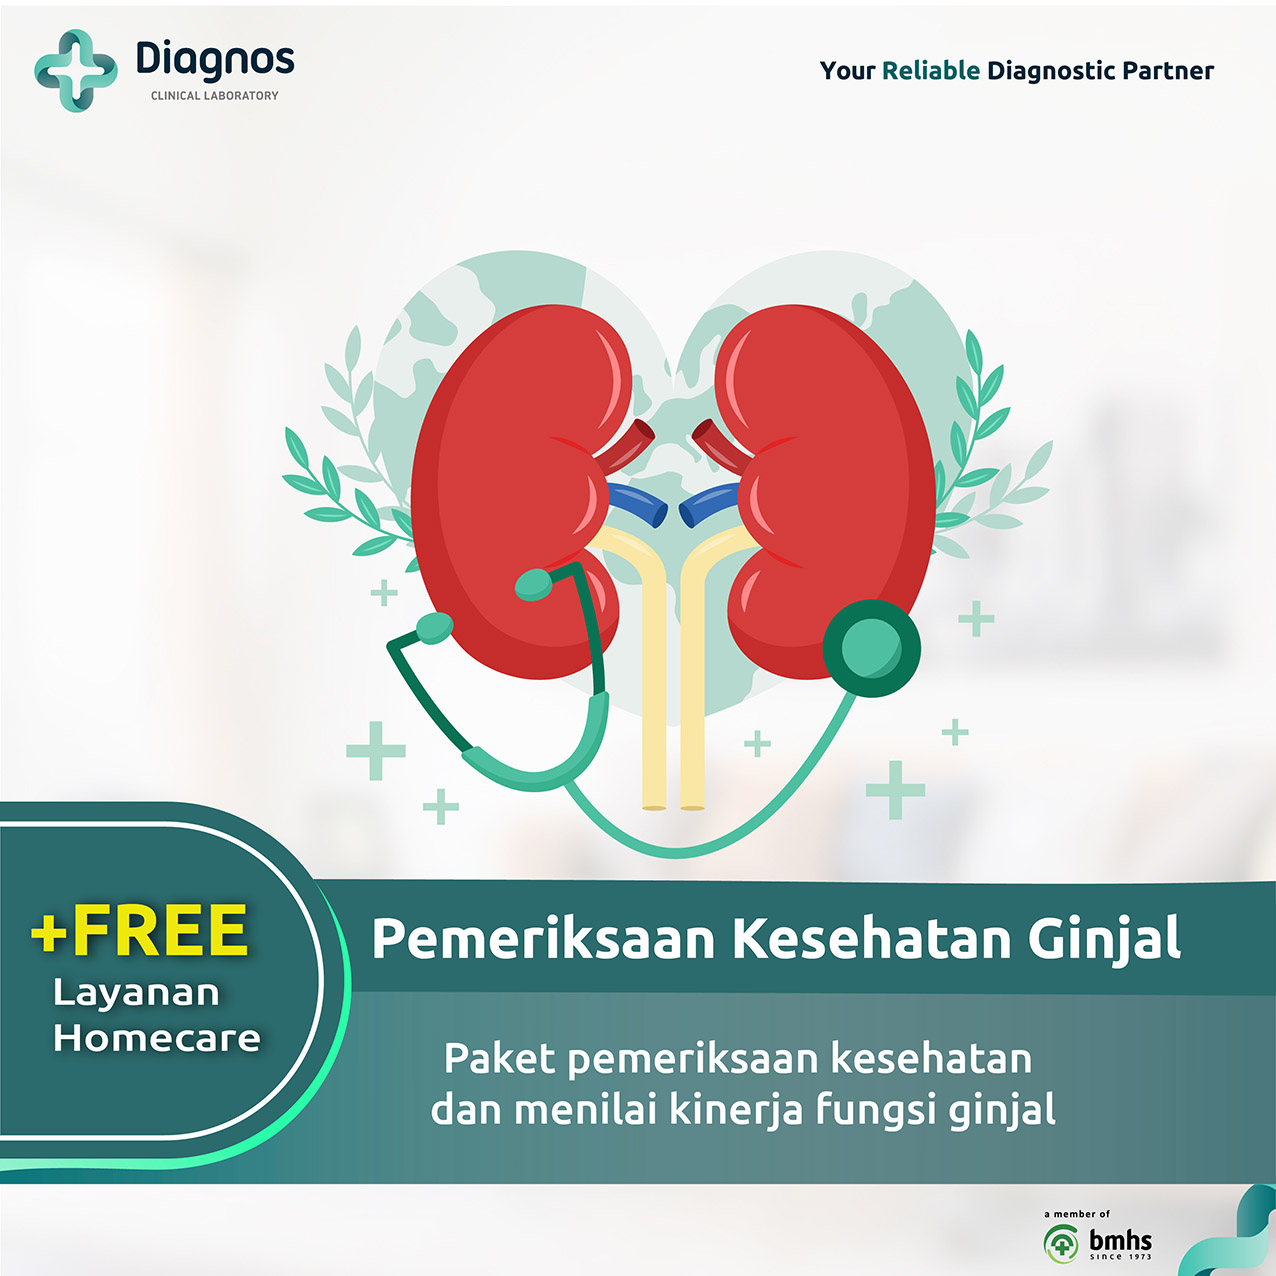 Diagnos
CLINICAL LABORATORY
Your Reliable Diagnostic Partner
+FREE
Layanan
Homecare
Pemeriksaan Kesehatan Ginjal
Paket pemeriksaan kesehatan
dan menilai kinerja fungsi ginjal
a member of
bmhs
since 1973